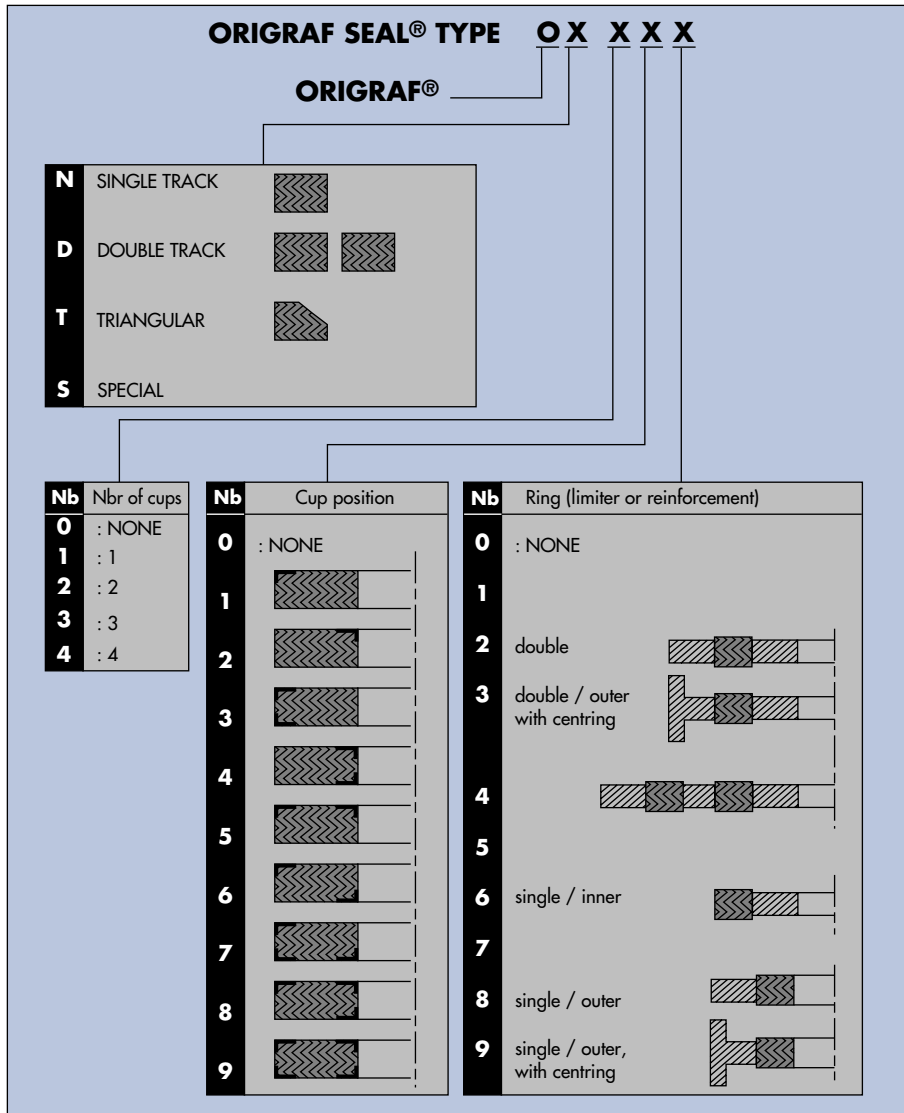 ORIGRAF SEAL® TYPE O X X X X
ORIGRAF®
N SINGLE TRACK
D DOUBLE TRACK
T TRIANGULAR
S SPECIAL
Nb Nbr of cups
0 : NONE
1 : 1
2 : 2
3 : 3
4 : 4
Nb Cup position
0 : NONE
1
2
3
4
5
6
7
8
9
Nb Ring (limiter or reinforcement)
0 : NONE
1
2 double
3 double / outer
with centring
4
5
6 single / inner
7
8 single / outer
9 single / outer,
with centring